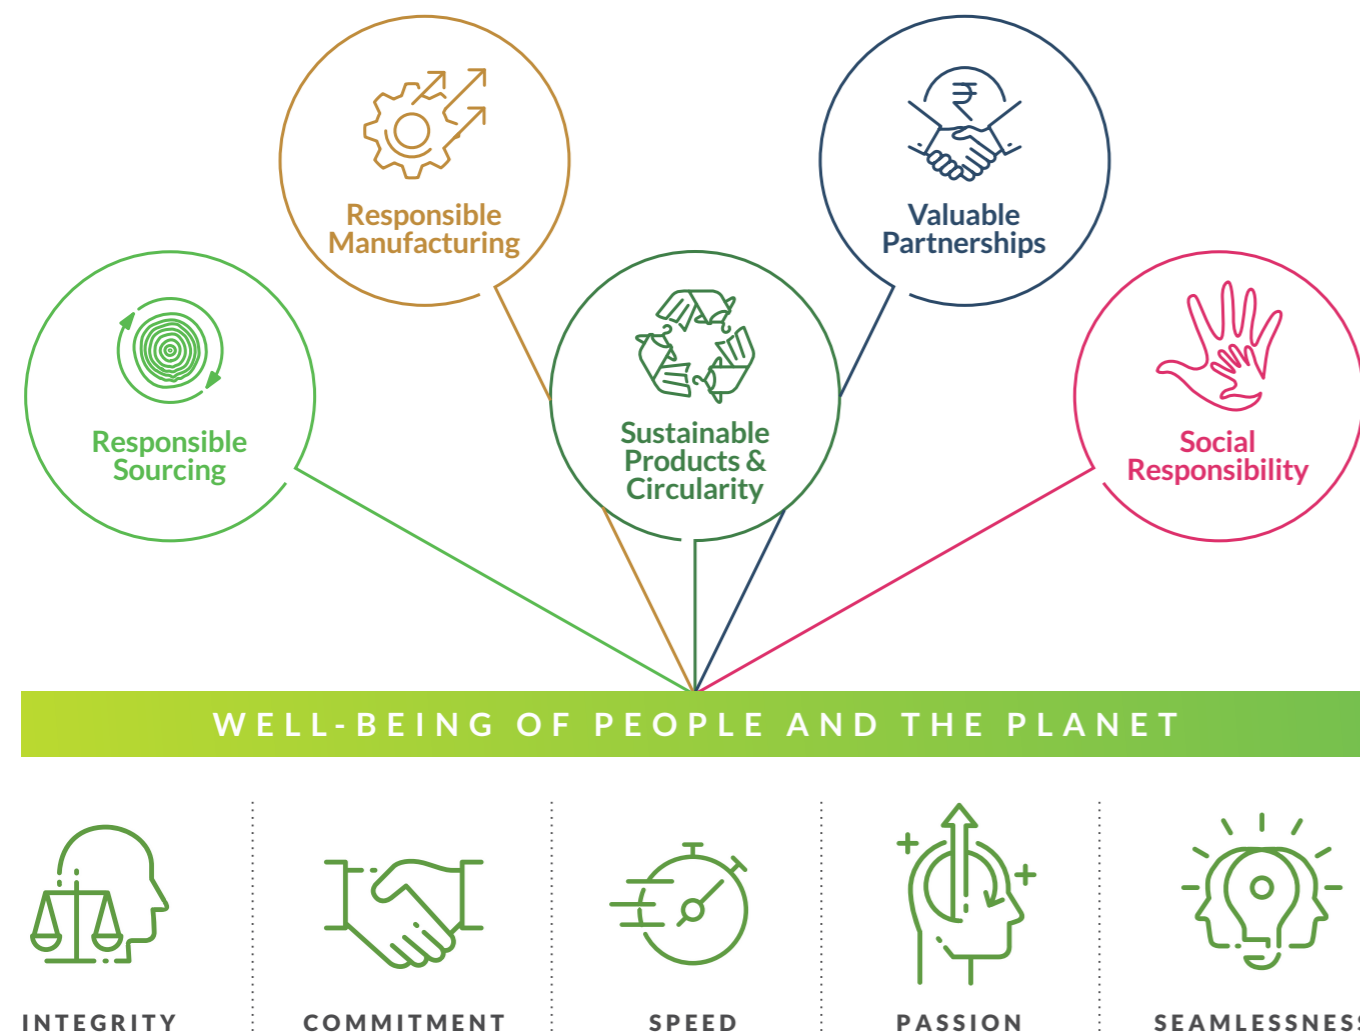 ₹
Responsible
Manufacturing
Valuable
Partnerships
Responsible
Sourcing
Sustainable
Products &
Circularity
Social
Responsibility
WELL-BEING OF PEOPLE AND THE PLANET
INTEGRITY
COMMITMENT
SPEED
PASSION
SEAMLESSNESS